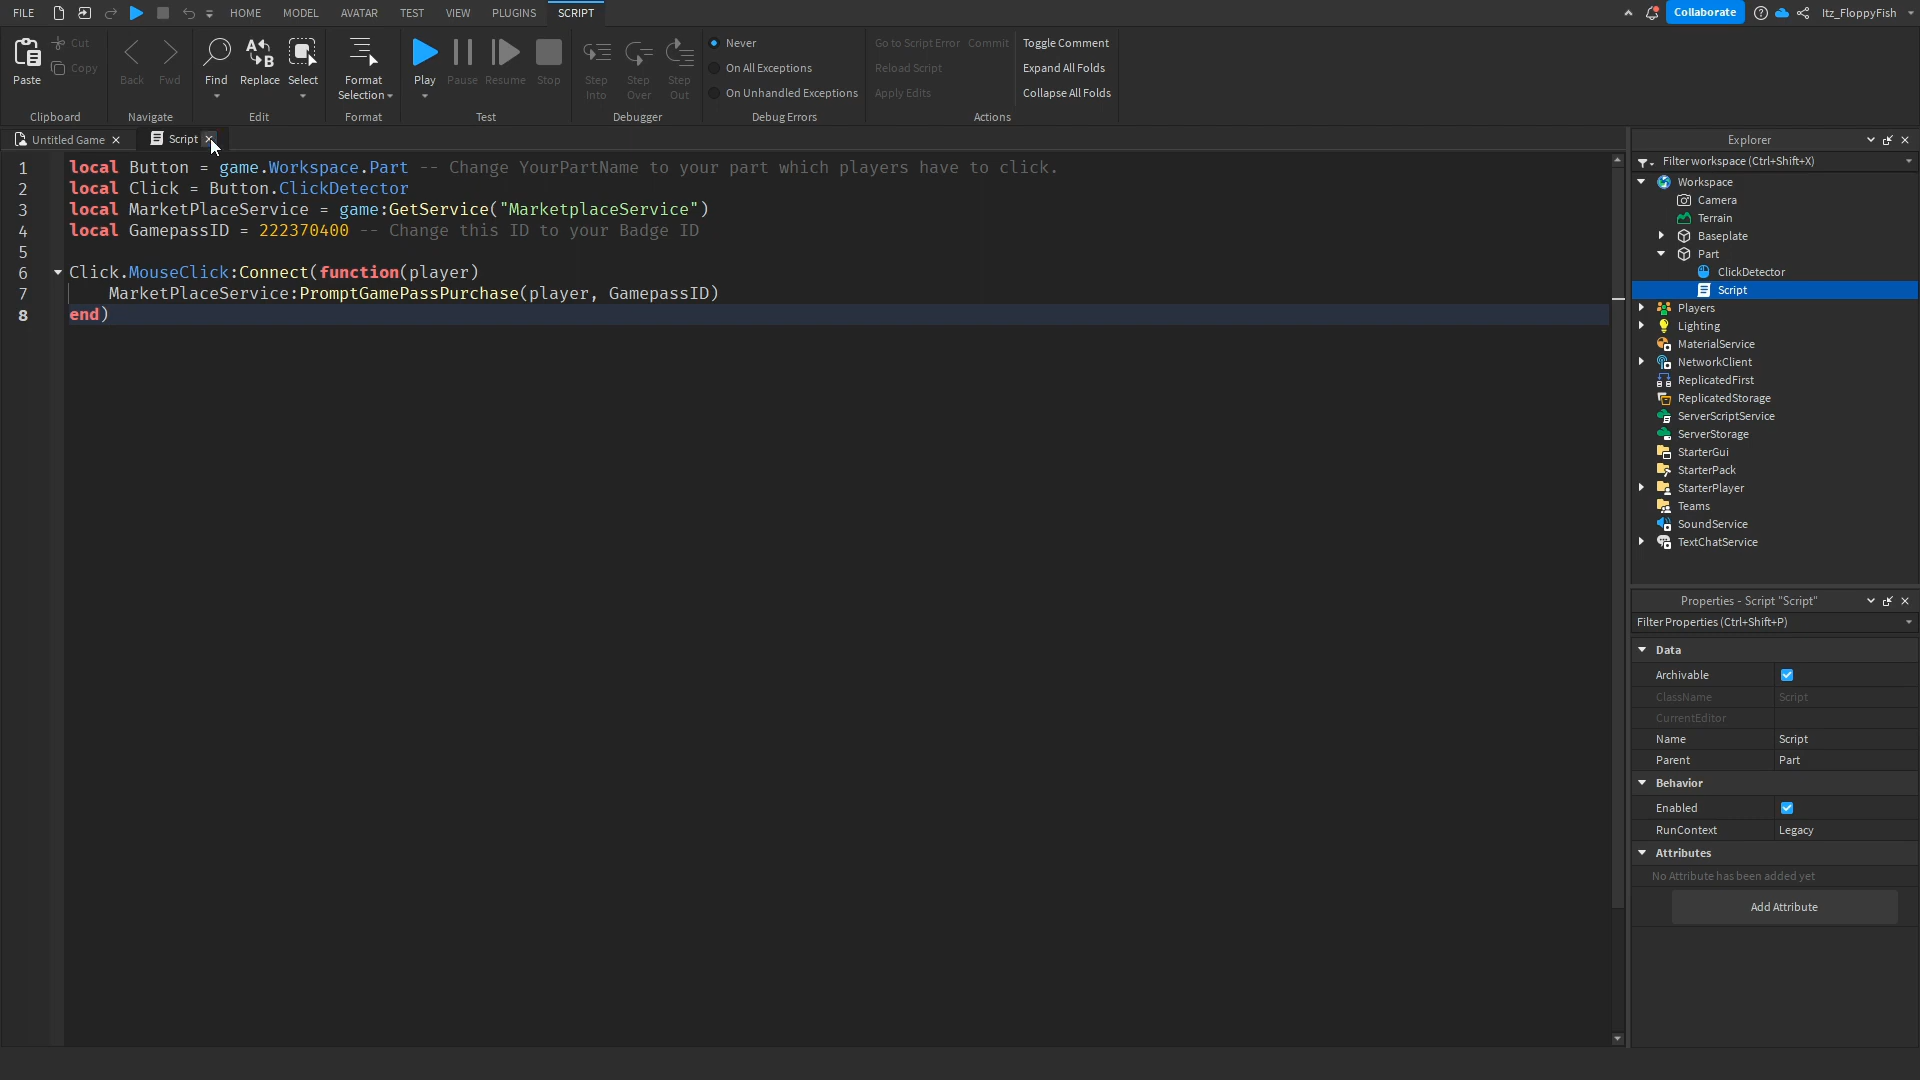 FILE HOME MODEL AVATAR TEST VIEW PLUGINS SCRIPT Collaborate Itz_FloppyFish
Paste Cut Copy
Back Fwd
Find Replace Select
Format Selection
Play Pause Resume Stop
Step Into Step Over Step Out
Never
On All Exceptions
On Unhandled Exceptions
Go to Script Error Commit
Reload Script
Apply Edits
Toggle Comment
Expand All Folds
Collapse All Folds
Clipboard Navigate Edit Format Test Debugger Debug Errors Actions
Untitled Game Script
1 local Button = game.Workspace.Part -- Change YourPartName to your part which players have to click.
2 local Click = Button.ClickDetector
3 local MarketPlaceService = game:GetService("MarketplaceService")
4 local GamepassID = 222370400 -- Change this ID to your Badge ID
5
6 Click.MouseClick:Connect(function(player)
7 MarketPlaceService:PromptGamePassPurchase(player, GamepassID)
8 end)
Explorer
Filter workspace (Ctrl+Shift+X)
Workspace
Camera
Terrain
Baseplate
Part
ClickDetector
Script
Players
Lighting
MaterialService
NetworkClient
ReplicatedFirst
ReplicatedStorage
ServerScriptService
ServerStorage
StarterGui
StarterPack
StarterPlayer
Teams
SoundService
TextChatService
Properties - Script "Script"
Filter Properties (Ctrl+Shift+P)
Data
Archivable
ClassName Script
CurrentEditor
Name Script
Parent Part
Behavior
Enabled
RunContext Legacy
Attributes
No Attribute has been added yet
Add Attribute